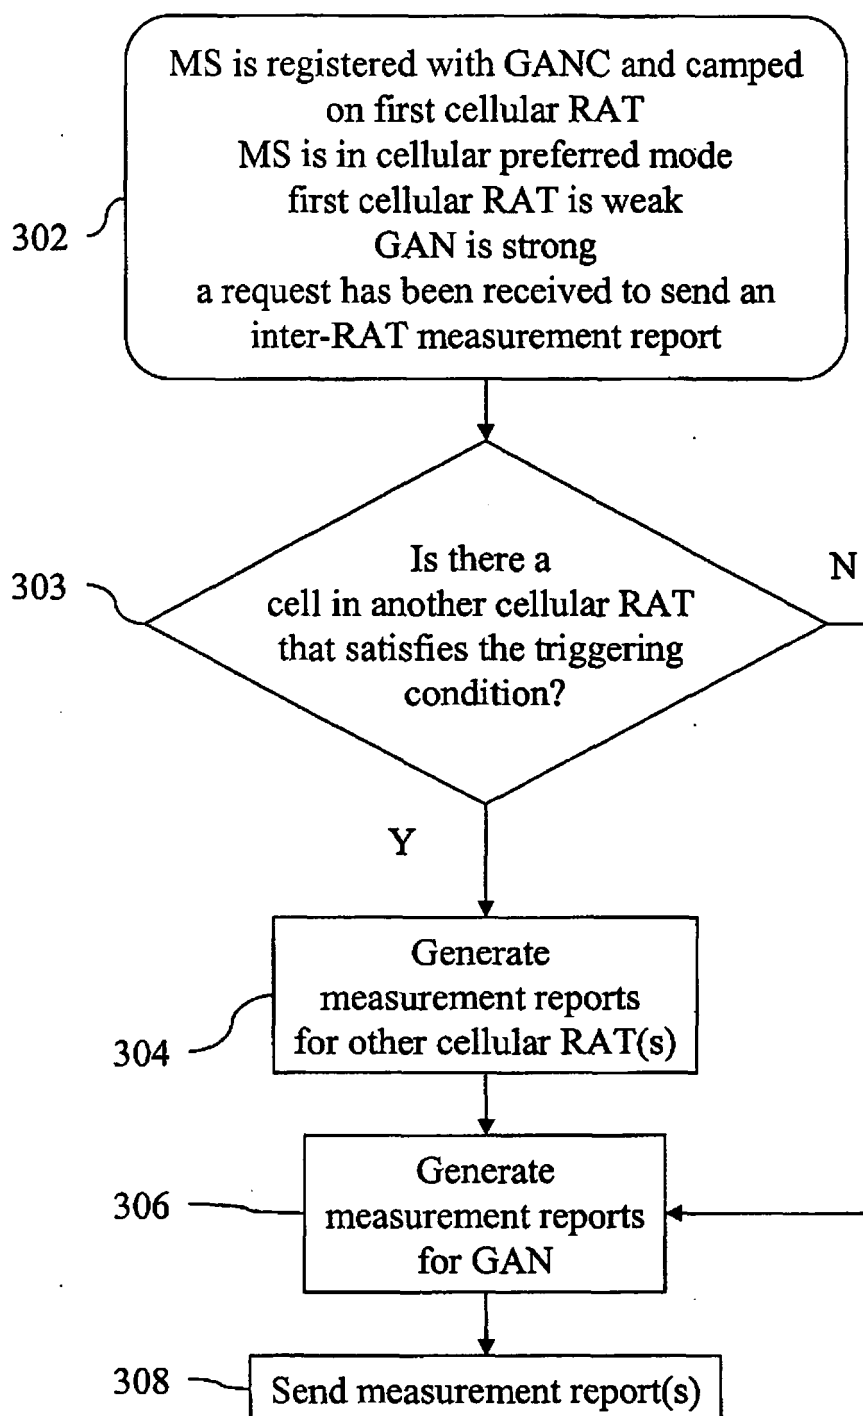 MS is registered with GANC and camped
on first cellular RAT
MS is in cellular preferred mode
first cellular RAT is weak
GAN is strong
a request has been received to send an
inter-RAT measurement report
302
303
Is there a
cell in another cellular RAT
that satisfies the triggering
condition?
N
Y
Generate
measurement reports
for other cellular RAT(s)
304
Generate
measurement reports
for GAN
306
308
Send measurement report(s)